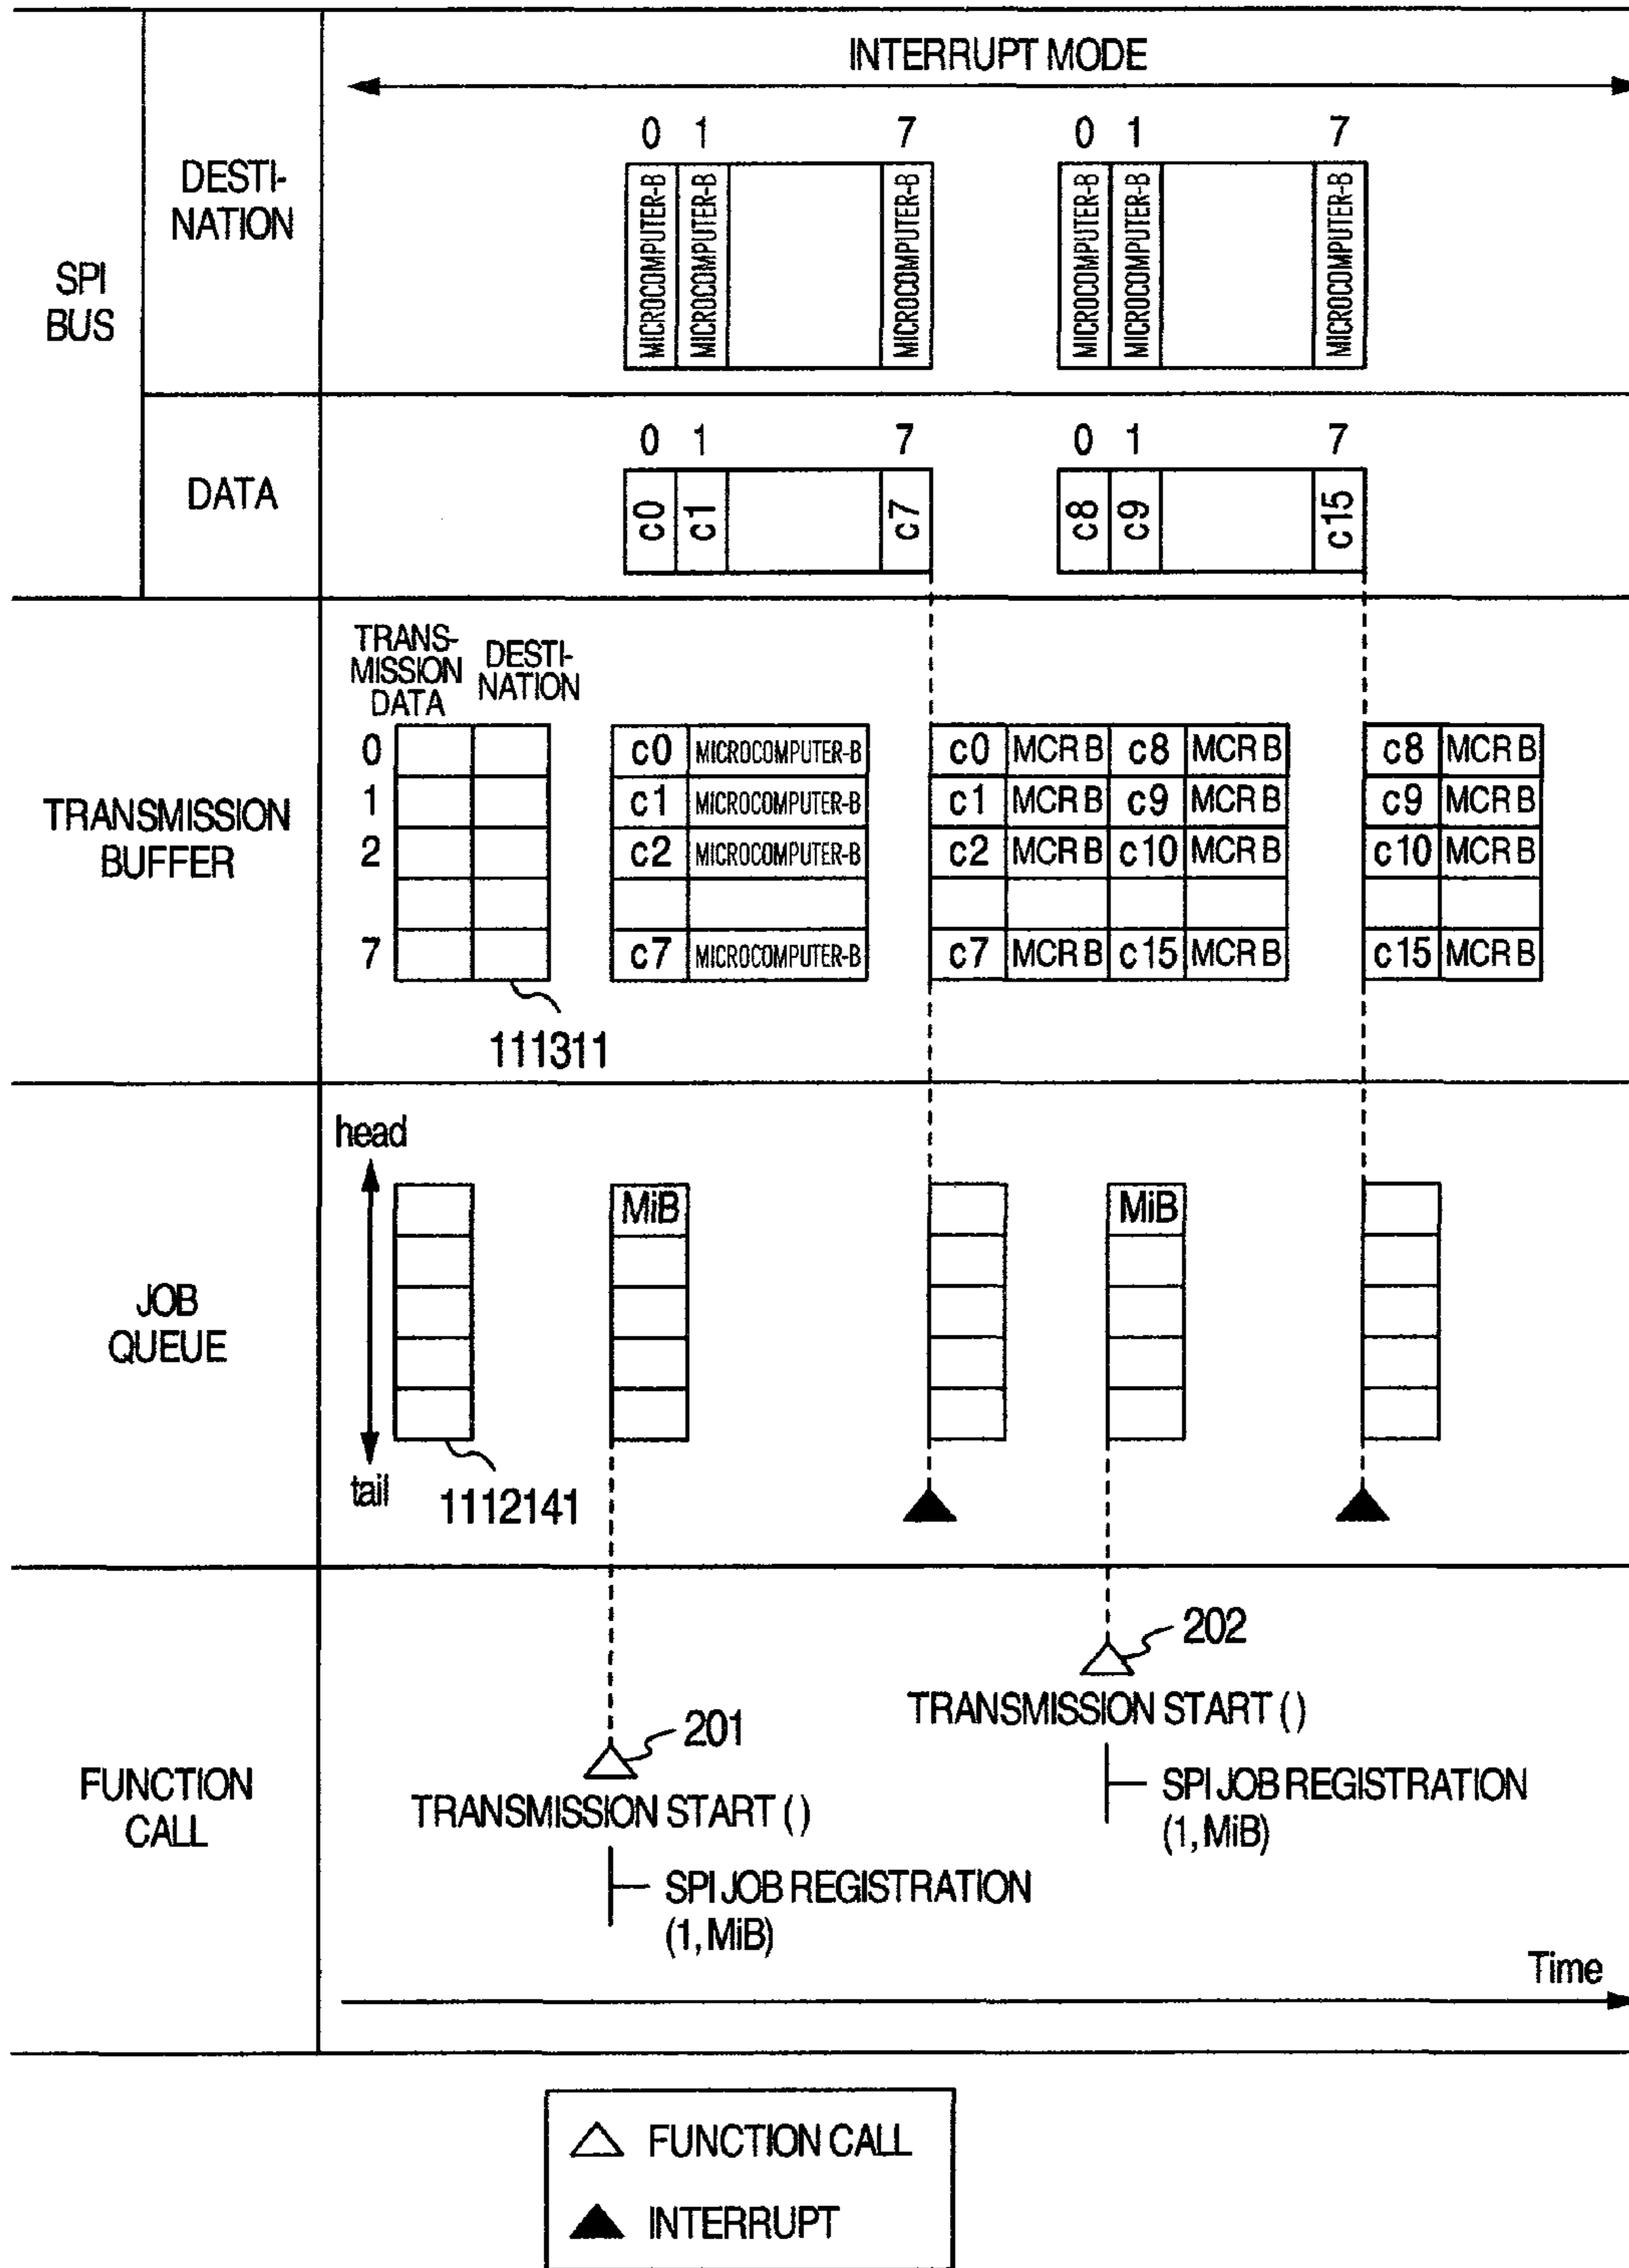 INTERRUPT MODE
SPI
BUS
DESTI-
NATION
0 1 7 0 1 7
MICROCOMPUTER-B MICROCOMPUTER-B MICROCOMPUTER-B MICROCOMPUTER-B MICROCOMPUTER-B MICROCOMPUTER-B
DATA
0 1 7 0 1 7
c0 c1 c7 c8 c9 c15
TRANSMISSION
BUFFER
TRANS-
MISSION
DATA
DESTI-
NATION
0 c0 MICROCOMPUTER-B c0 MCR B c8 MCR B c8 MCR B
1 c1 MICROCOMPUTER-B c1 MCR B c9 MCR B c9 MCR B
2 c2 MICROCOMPUTER-B c2 MCR B c10 MCR B c10 MCR B
7 c7 MICROCOMPUTER-B c7 MCR B c15 MCR B c15 MCR B
111311
JOB
QUEUE
head
MiB MiB
tail
1112141
FUNCTION
CALL
202
TRANSMISSION START ( )
SPI JOB REGISTRATION
(1, MiB)
201
TRANSMISSION START ( )
SPI JOB REGISTRATION
(1, MiB)
Time
FUNCTION CALL
INTERRUPT